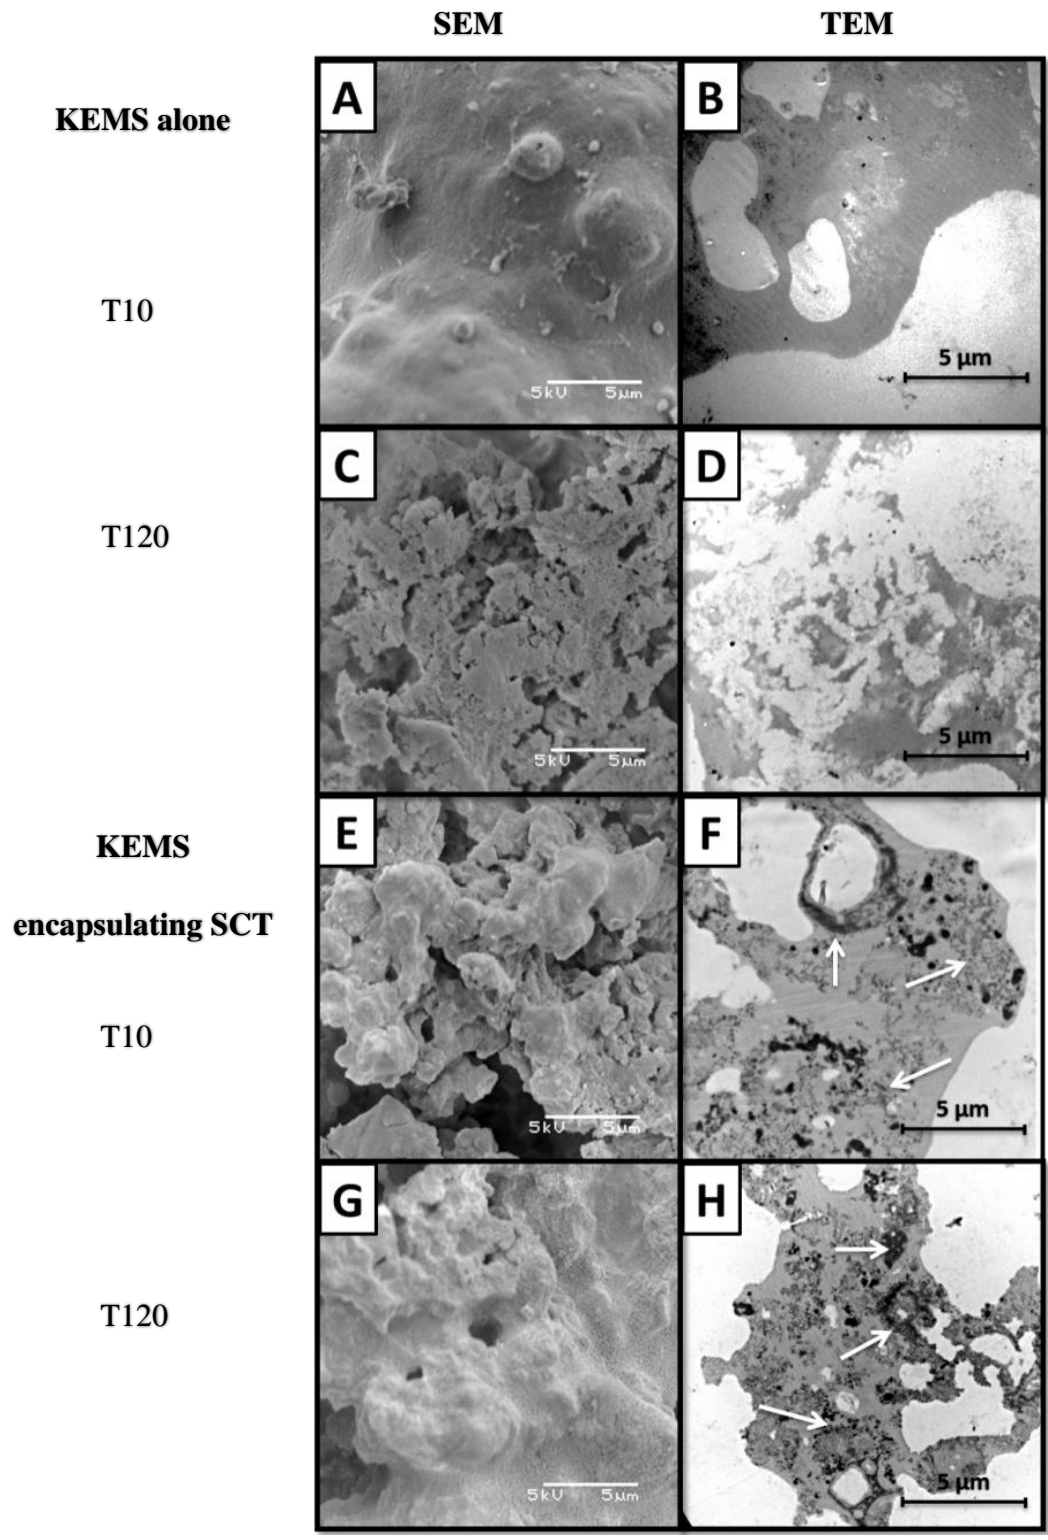 SEM TEM
KEMS alone
A B
T10
5kV 5µm 5 µm
C D
T120
5kV 5µm 5 µm
E F
KEMS
encapsulating SCT
T10
5kV 5µm 5 µm
G H
T120
5kV 5µm 5 µm